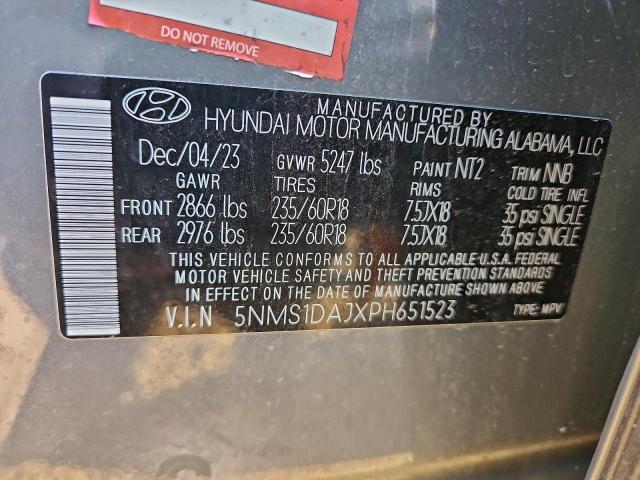 DO NOT REMOVE
MANUFACTURED BY
HYUNDAI MOTOR MANUFACTURING ALABAMA, LLC
Dec/04/23 GVWR 5247 lbs PAINT NT2 TRIM NNB
GAWR TIRES RIMS COLD TIRE INFL
FRONT 2866 lbs 235/60R18 7.5JX18 35 psi SINGLE
REAR 2976 lbs 235/60R18 7.5JX18 35 psi SINGLE
THIS VEHICLE CONFORMS TO ALL APPLICABLE U.S.A. FEDERAL
MOTOR VEHICLE SAFETY AND THEFT PREVENTION STANDARDS
IN EFFECT ON THE DATE OF MANUFACTURE SHOWN ABOVE
V.I.N 5NMS1DAJXPH651523 TYPE: MPV